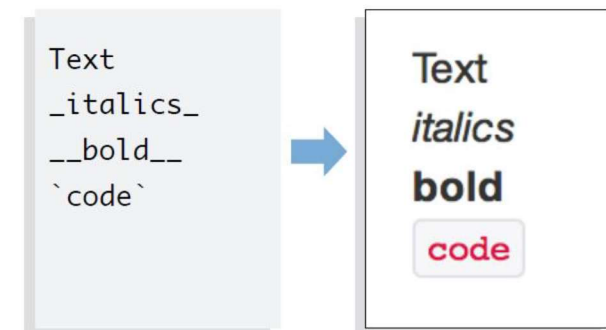 Text
_italics_
__bold__
`code`
Text
italics
bold
code